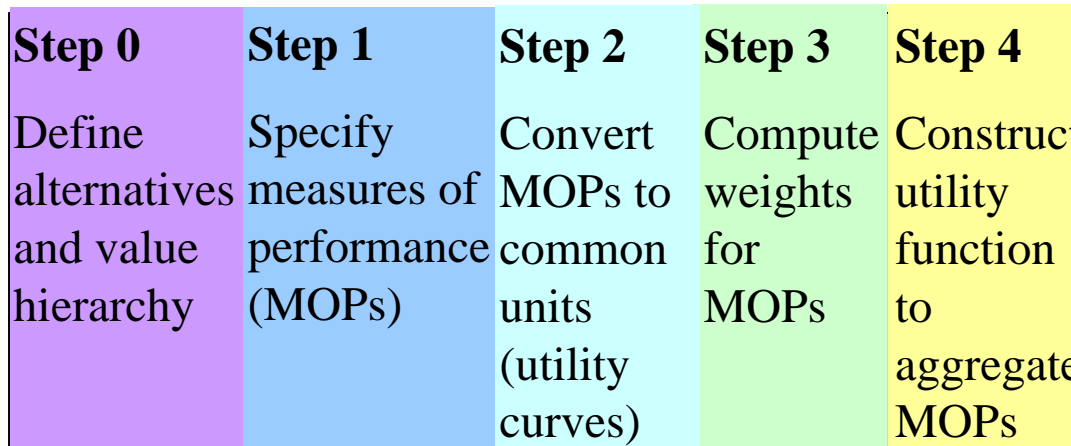 Step 0
Define
alternatives
and value
hierarchy
Step 1
Specify
measures of
performance
(MOPs)
Step 2
Convert
MOPs to
common
units
(utility
curves)
Step 3
Compute
weights
for
MOPs
Step 4
Construct
utility
function
to
aggregate
MOPs